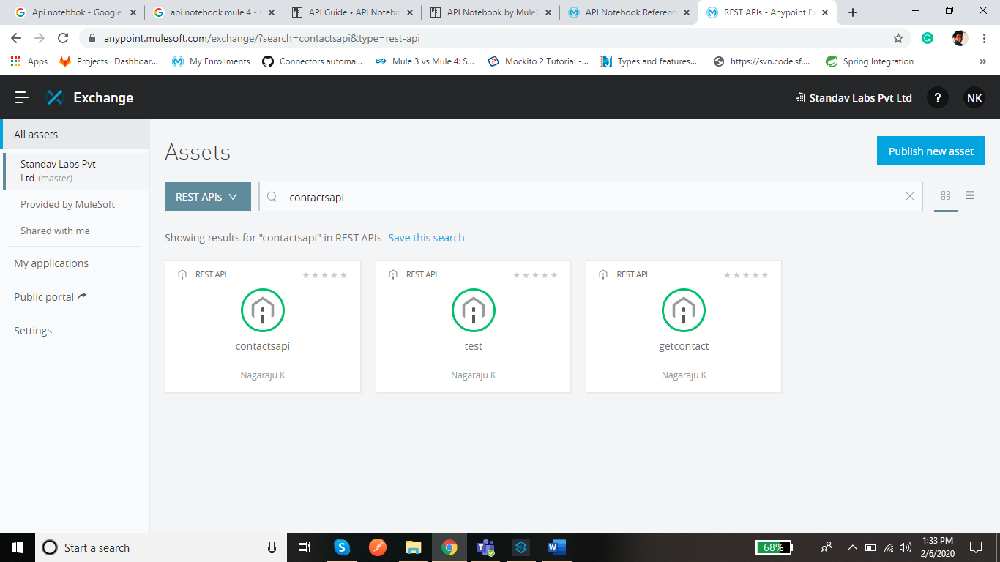 Api notebbok - Google
api notebook mule 4 -
API Guide • API Notebo
API Notebook by MuleS
API Notebook Referenc
REST APIs - Anypoint Ex
anypoint.mulesoft.com/exchange/?search=contactsapi&type=rest-api
Apps
Projects · Dashboar...
My Enrollments
Connectors automa...
Mule 3 vs Mule 4: S...
Mockito 2 Tutorial -...
Types and features...
https://svn.code.sf....
Spring Integration
»
Exchange
Standav Labs Pvt Ltd
?
NK
All assets
Standav Labs Pvt
Ltd (master)
Provided by MuleSoft
Shared with me
My applications
Public portal
Settings
Assets
Publish new asset
REST APIs
contactsapi
Showing results for "contactsapi" in REST APIs. Save this search
REST API
contactsapi
Nagaraju K
REST API
test
Nagaraju K
REST API
getcontact
Nagaraju K
Start a search
68%
1:33 PM
2/6/2020